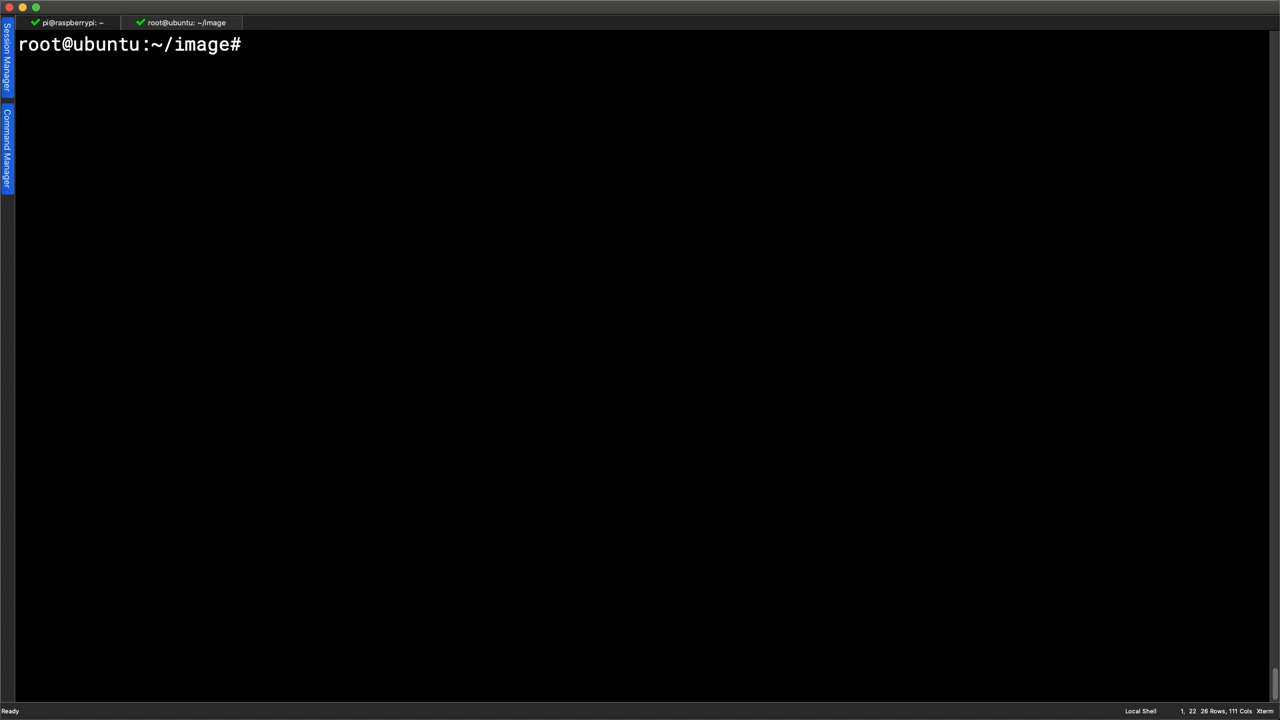 pi@raspberrypi: ~
root@ubuntu: ~/image
Session Manager
Command Manager
root@ubuntu:~/image#
Ready
Local Shell
1, 22 26 Rows, 111 Cols Xterm